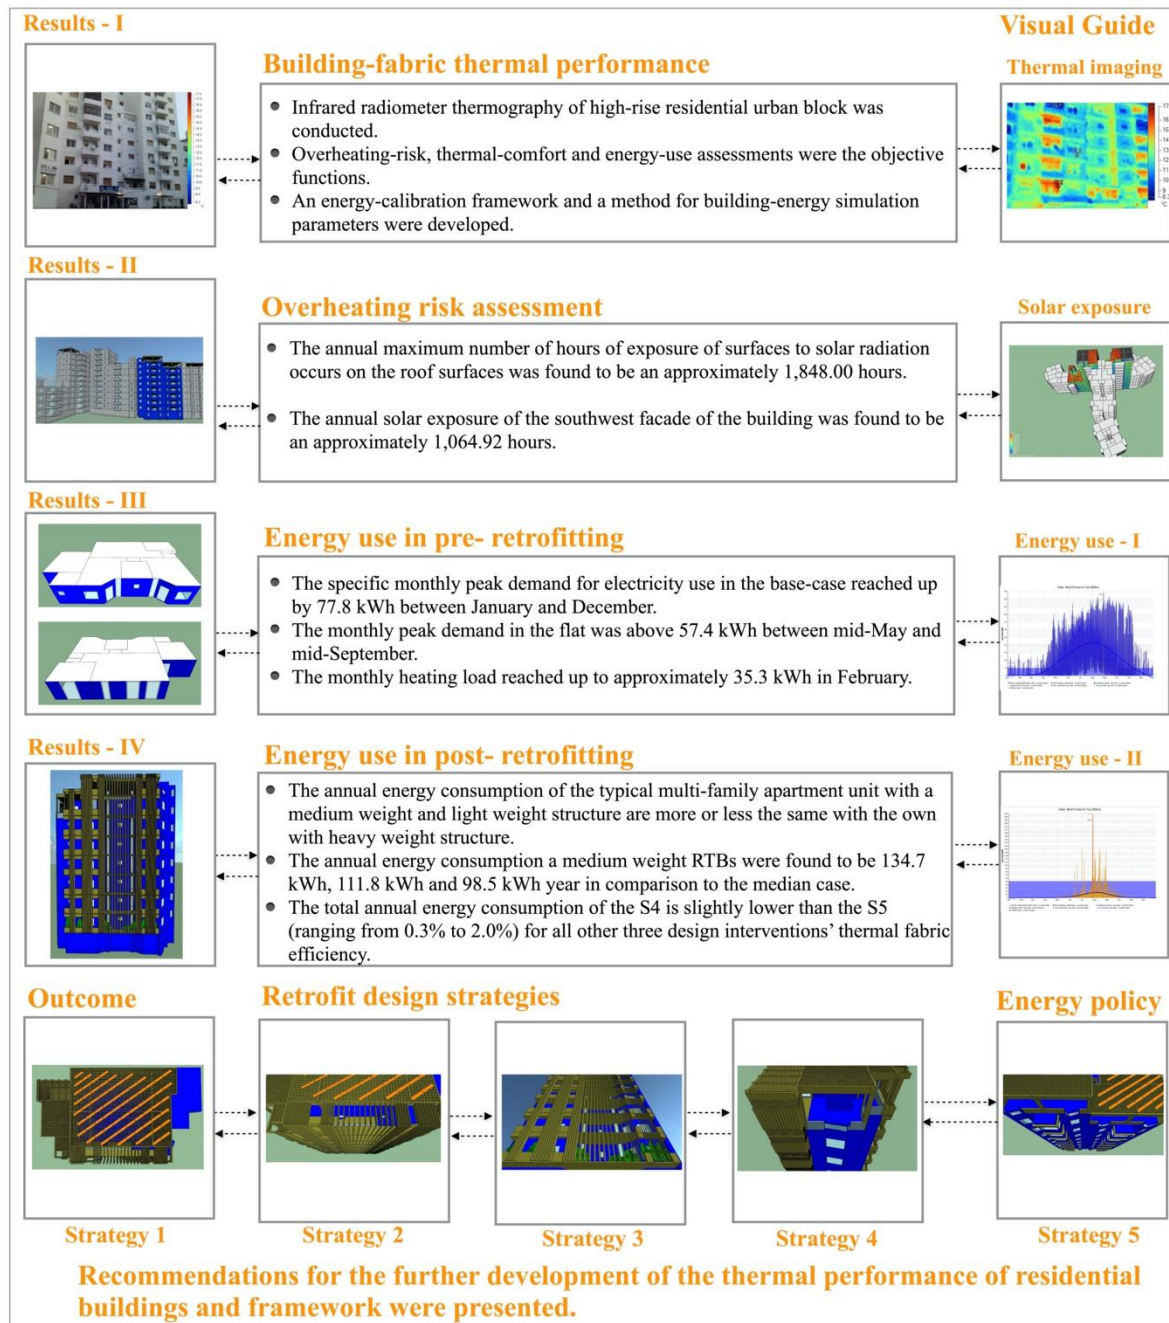 Results - I
Visual Guide
Building-fabric thermal performance
Thermal imaging
Infrared radiometer thermography of high-rise residential urban block was
conducted.
Overheating-risk, thermal-comfort and energy-use assessments were the objective
functions.
An energy-calibration framework and a method for building-energy simulation
parameters were developed.
°C
Results - II
Overheating risk assessment
Solar exposure
The annual maximum number of hours of exposure of surfaces to solar radiation
occurs on the roof surfaces was found to be an approximately 1,848.00 hours.
The annual solar exposure of the southwest facade of the building was found to be
an approximately 1,064.92 hours.
Results - III
Energy use in pre- retrofitting
Energy use - I
The specific monthly peak demand for electricity use in the base-case reached up
by 77.8 kWh between January and December.
The monthly peak demand in the flat was above 57.4 kWh between mid-May and
mid-September.
The monthly heating load reached up to approximately 35.3 kWh in February.
Results - IV
Energy use in post- retrofitting
Energy use - II
The annual energy consumption of the typical multi-family apartment unit with a
medium weight and light weight structure are more or less the same with the own
with heavy weight structure.
The annual energy consumption a medium weight RTBs were found to be 134.7
kWh, 111.8 kWh and 98.5 kWh year in comparison to the median case.
The total annual energy consumption of the S4 is slightly lower than the S5
(ranging from 0.3% to 2.0%) for all other three design interventions' thermal fabric
efficiency.
Outcome
Retrofit design strategies
Energy policy
Strategy 1
Strategy 2
Strategy 3
Strategy 4
Strategy 5
Recommendations for the further development of the thermal performance of residential
buildings and framework were presented.